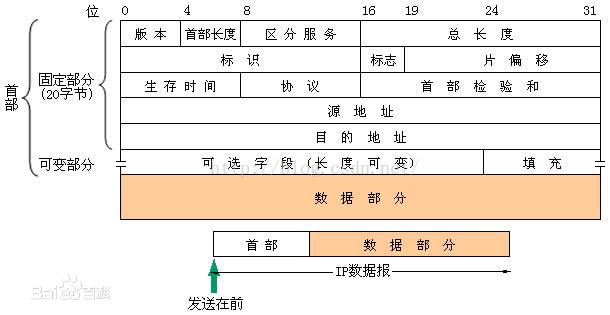 位 0 4 8 16 19 24 31
版本 首部长度 区分服务 总长度
标识 标志 片偏移
生存时间 协议 首部检验和
源地址
目的地址
可选字段（长度可变） 填充
数据部分
首部
固定部分
（20字节）
可变部分
http://blog.csdn.net/
首部 数据部分
IP数据报
发送在前
Bai百科